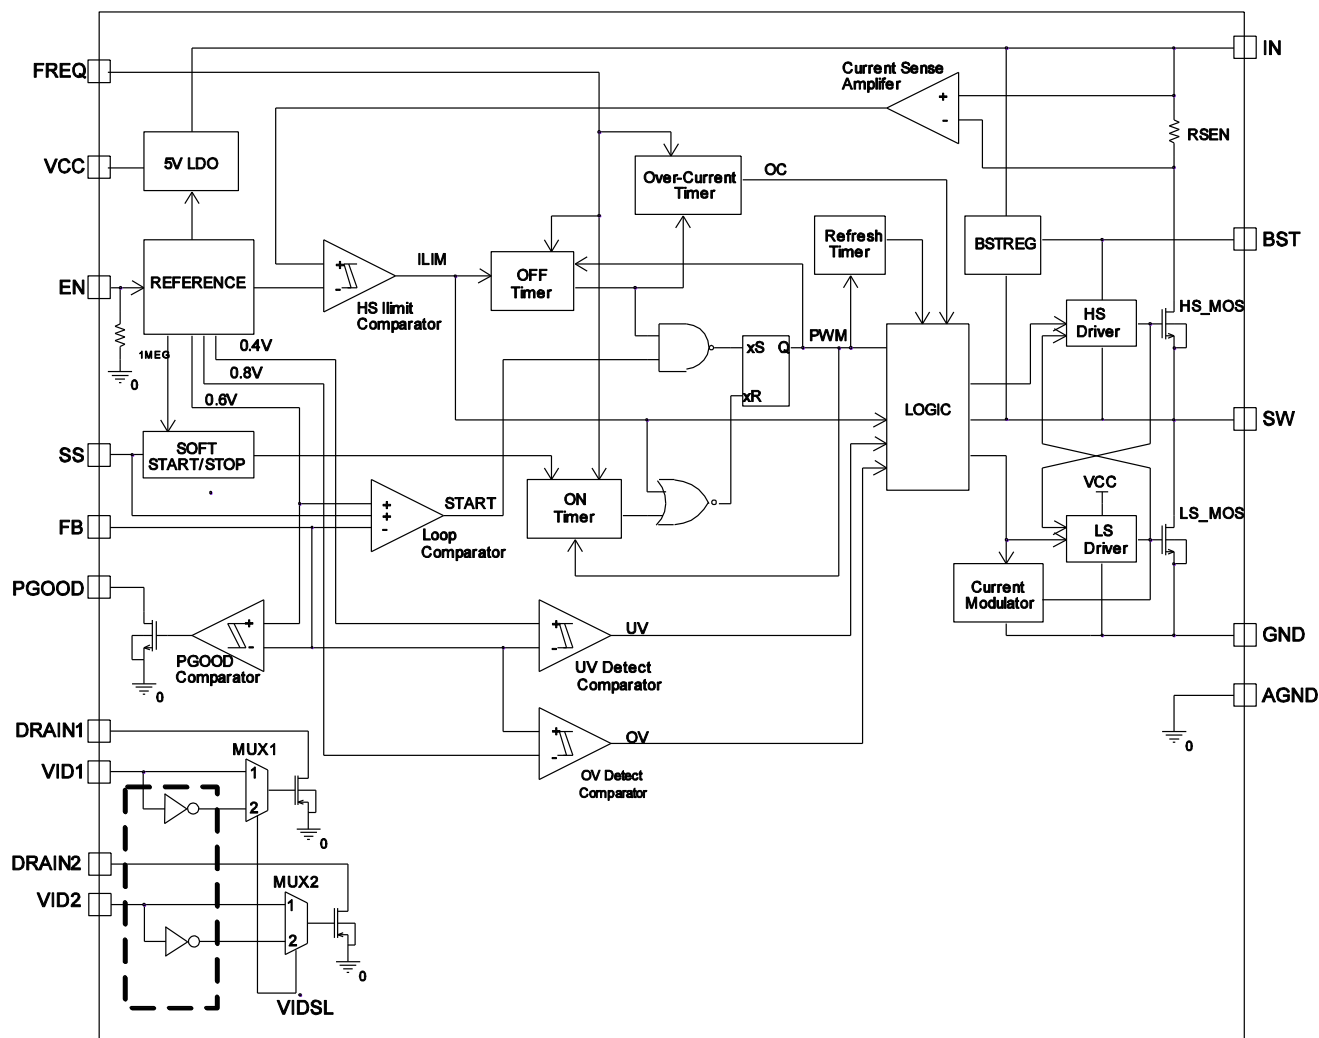 IN
FREQ
Current Sense
Amplifer
+
-
RSEN
VCC
5V LDO
Over-Current
Timer
OC
BSTREG
BST
Refresh
Timer
EN
REFERENCE
+
-
ILIM
HS Ilimit
Comparator
OFF
Timer
HS
Driver
HS_MOS
1MEG
0
0.4V
0.8V
0.6V
xS
Q
xR
PWM
LOGIC
SW
SS
SOFT
START/STOP
FB
+
+
-
START
Loop
Comparator
ON
Timer
VCC
LS
Driver
LS_MOS
Current
Modulator
PGOOD
0
+
-
PGOOD
Comparator
+
-
UV
UV Detect
Comparator
GND
AGND
0
+
-
OV
OV Detect
Comparator
DRAIN1
VID1
MUX1
1
2
0
DRAIN2
VID2
MUX2
1
2
0
VIDSL